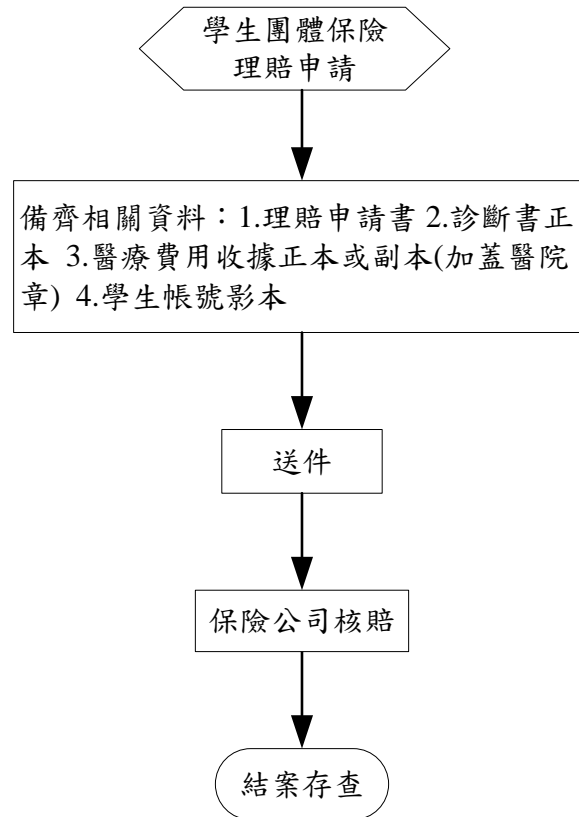 學生團體保險
理賠申請
備齊相關資料：1.理賠申請書 2.診斷書正
本 3.醫療費用收據正本或副本(加蓋醫院
章) 4.學生帳號影本
送件
保險公司核賠
結案存查